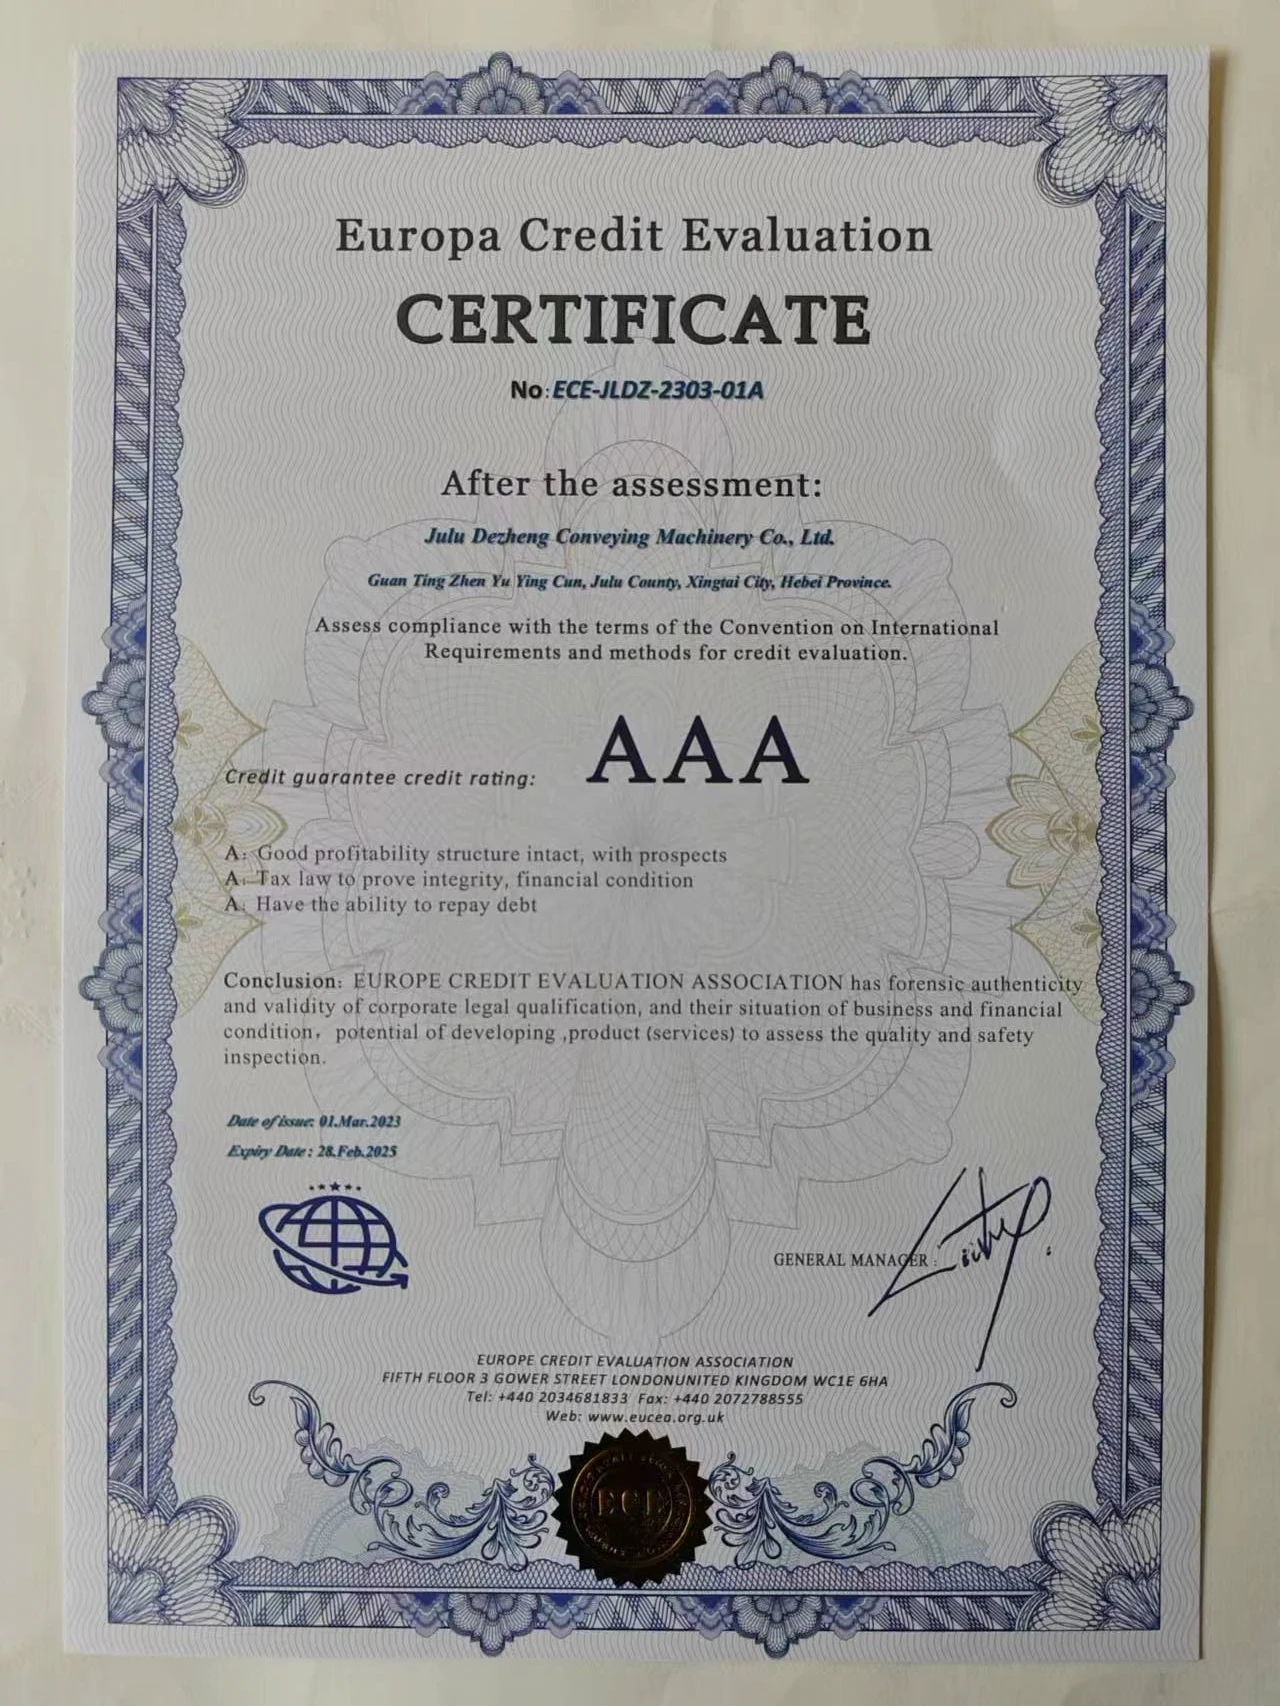 Europa Credit Evaluation
CERTIFICATE
No:ECE-JLDZ-2303-01A
After the assessment:
Julu Dezheng Conveying Machinery Co., Ltd.
Guan Ting Zhen Yu Ying Cun, Julu County, Xingtai City, Hebei Province.
Assess compliance with the terms of the Convention on International
Requirements and methods for credit evaluation.
Credit guarantee credit rating: AAA
A: Good profitability structure intact, with prospects
A: Tax law to prove integrity, financial condition
A: Have the ability to repay debt
Conclusion: EUROPE CREDIT EVALUATION ASSOCIATION has forensic authenticity
and validity of corporate legal qualification, and their situation of business and financial
condition, potential of developing ,product (services) to assess the quality and safety
inspection.
Date of issue: 01.Mar.2023
Expiry Date : 28.Feb.2025
GENERAL MANAGER :
EUROPE CREDIT EVALUATION ASSOCIATION
FIFTH FLOOR 3 GOWER STREET LONDONUNITED KINGDOM WC1E 6HA
Tel: +440 2034681833 Fax: +440 2072788555
Web: www.eucea.org.uk
ECE